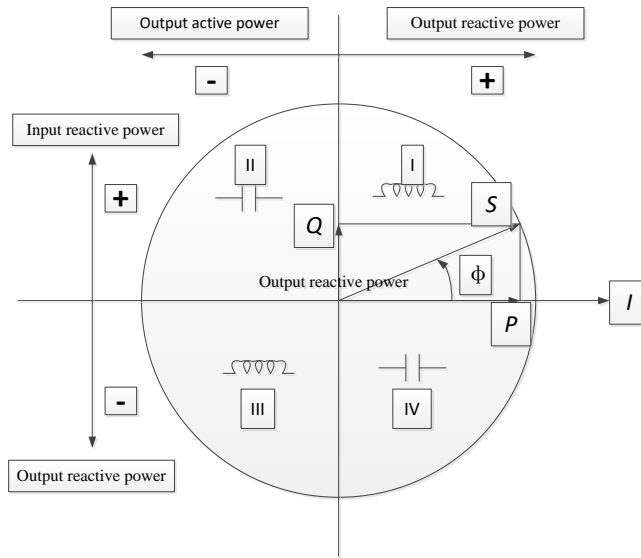 Output active power
Output reactive power
-
+
Input reactive power
II
I
+
Q
S
Output reactive power
ϕ
P
I
-
III
IV
Output reactive power